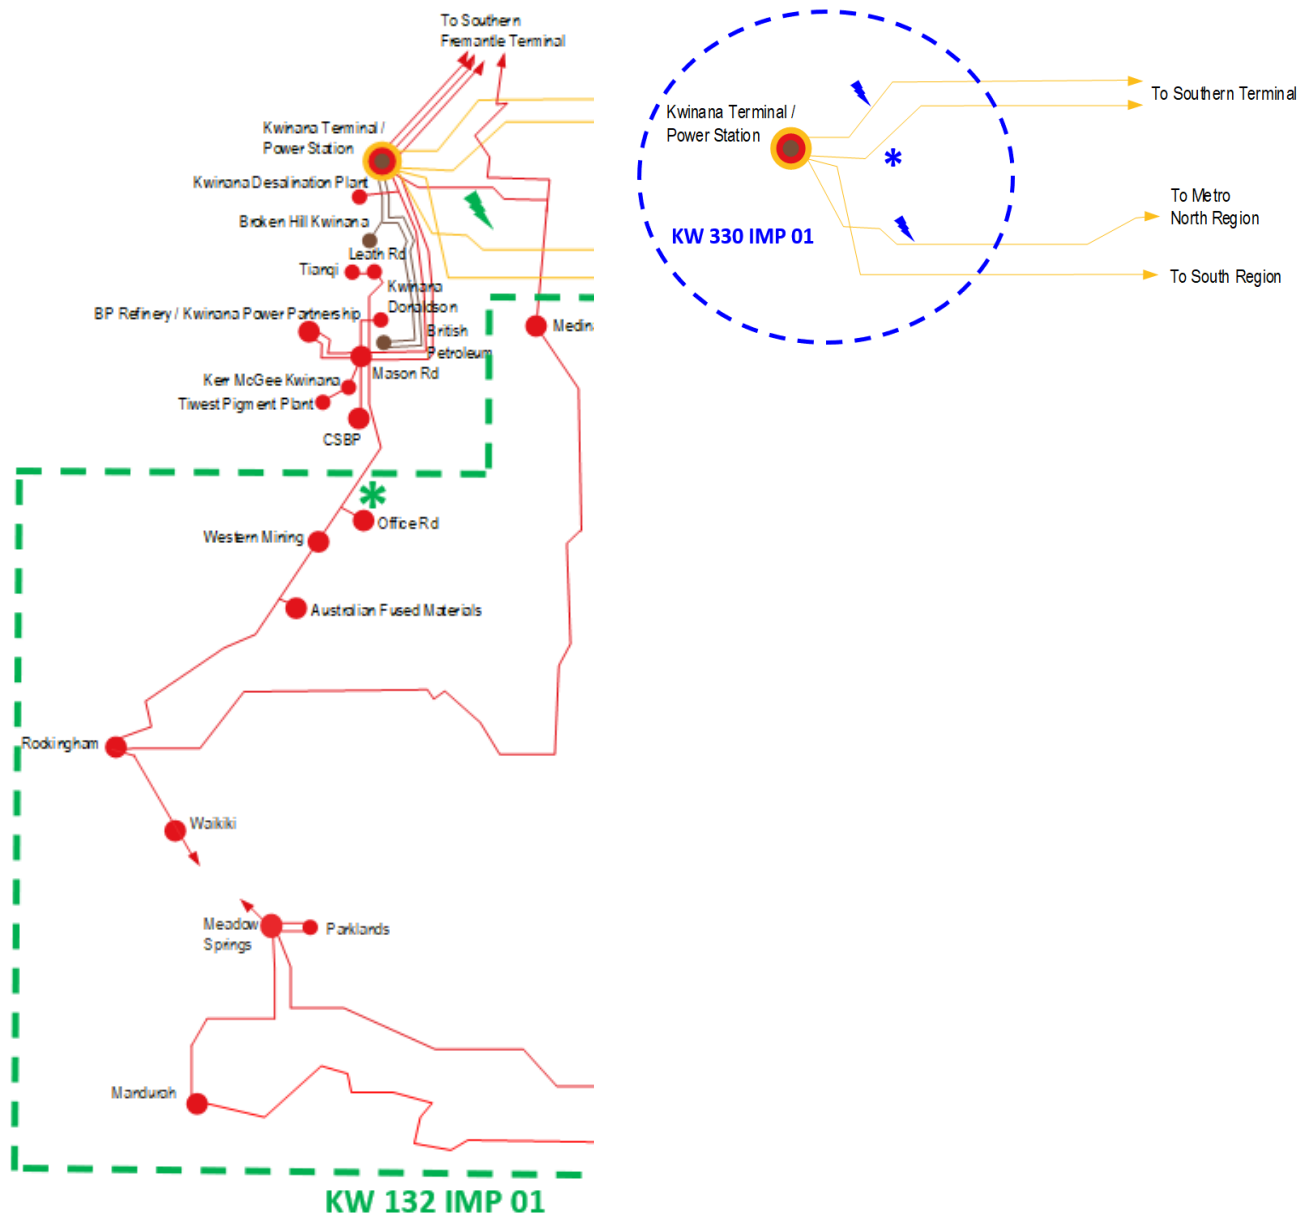 To Southern
Fremantle Terminal
Kwinana Terminal /
Power Station
Kwinana Desalination Plant
Broken Hill Kwinana
Leath Rd
Tianqi
Kwinana
Donaldson
BP Refinery / Kwinana Power Partnership
British
Petroleum
Medina
Mason Rd
Kerr McGee Kwinana
Tiwest Pigment Plant
CSBP
*
Office Rd
Western Mining
Australian Fused Materials
Rockingham
Waikiki
Meadow
Springs
Parklands
Mandurah
KW 132 IMP 01
Kwinana Terminal /
Power Station
To Southern Terminal
*
To Metro
North Region
KW 330 IMP 01
To South Region